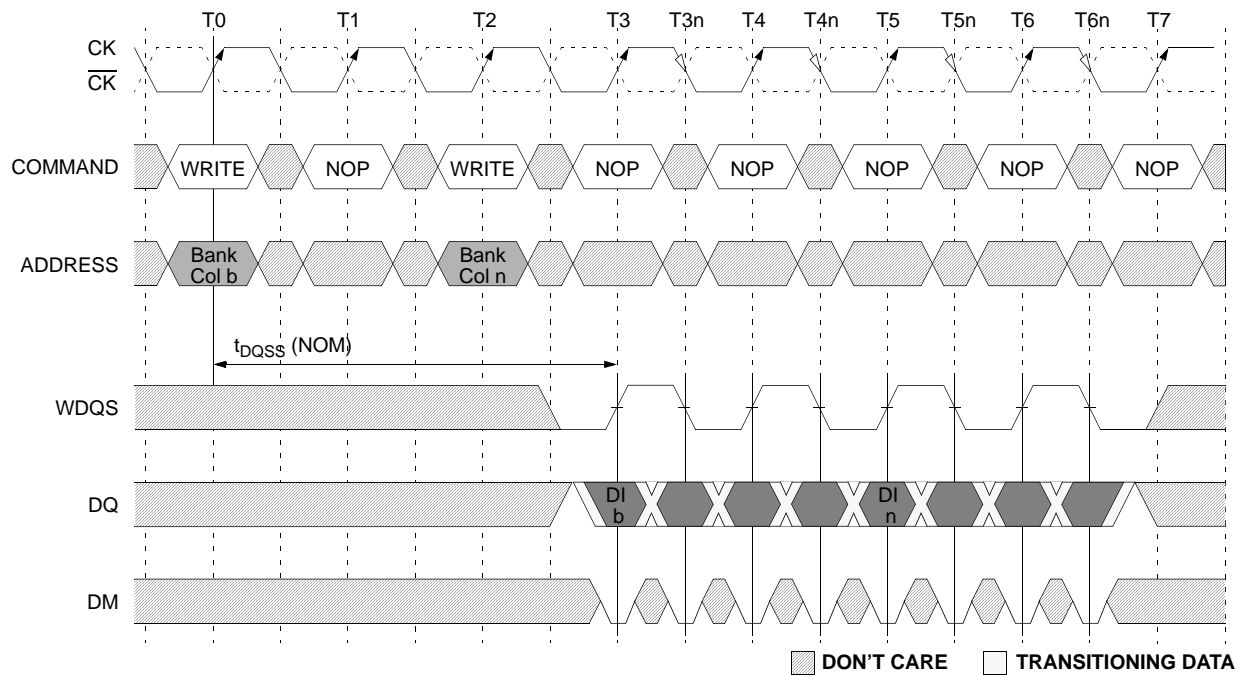 T0 T1 T2 T3 T3n T4 T4n T5 T5n T6 T6n T7
CK
CK
COMMAND WRITE NOP WRITE NOP NOP NOP NOP NOP
ADDRESS Bank Col b Bank Col n
tDQSS (NOM)
WDQS
DQ DI b DI n
DM
DON'T CARE TRANSITIONING DATA